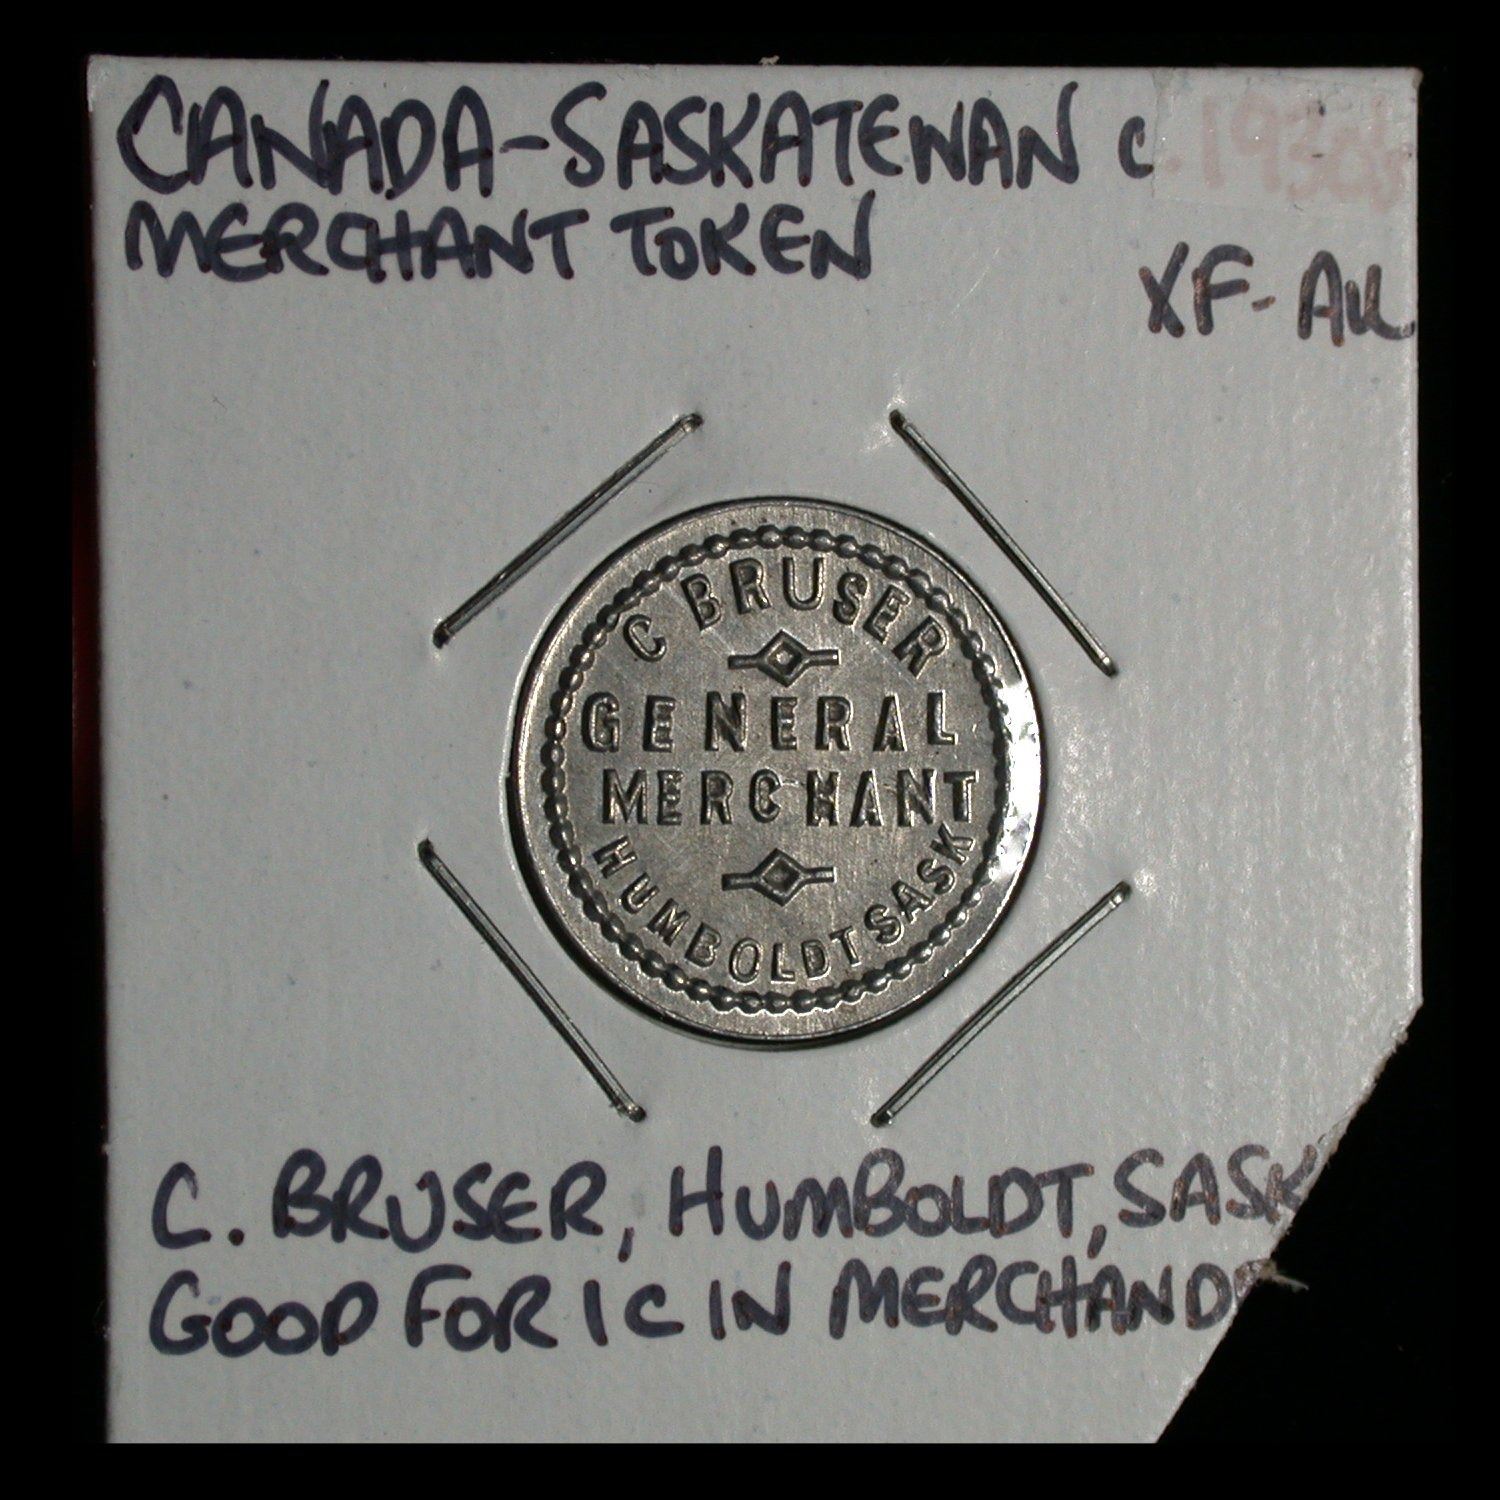 CANADA-SASKATEWAN C
MERCHANT TOKEN
XF-AU
C BRUSER
GENERAL
MERCHANT
HUMBOLDT SASK
C. BRUSER, HUMBOLDT, SASK
GOOD FOR 1C IN MERCHAND